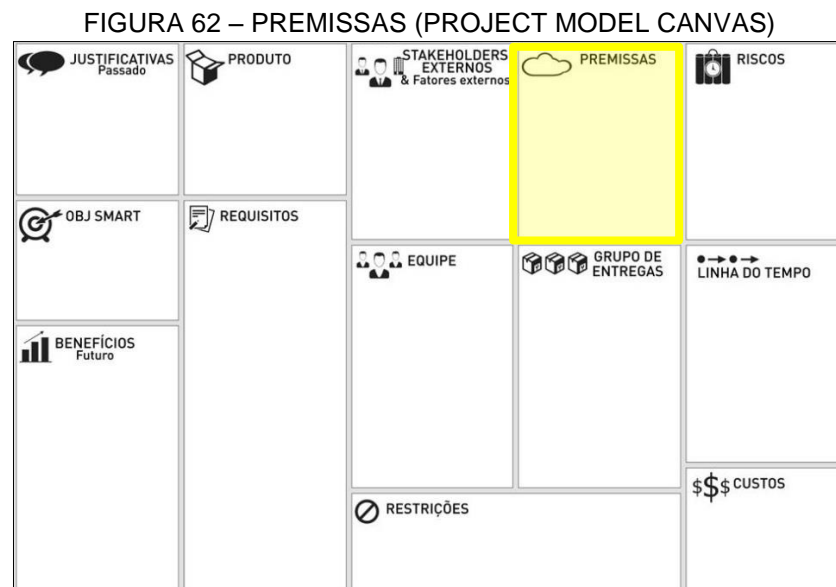 FIGURA 62 – PREMISSAS (PROJECT MODEL CANVAS)
JUSTIFICATIVAS
Passado
PRODUTO
STAKEHOLDERS
EXTERNOS
& Fatores externos
PREMISSAS
RISCOS
OBJ SMART
REQUISITOS
EQUIPE
GRUPO DE
ENTREGAS
LINHA DO TEMPO
BENEFÍCIOS
Futuro
RESTRIÇÕES
$$$ CUSTOS